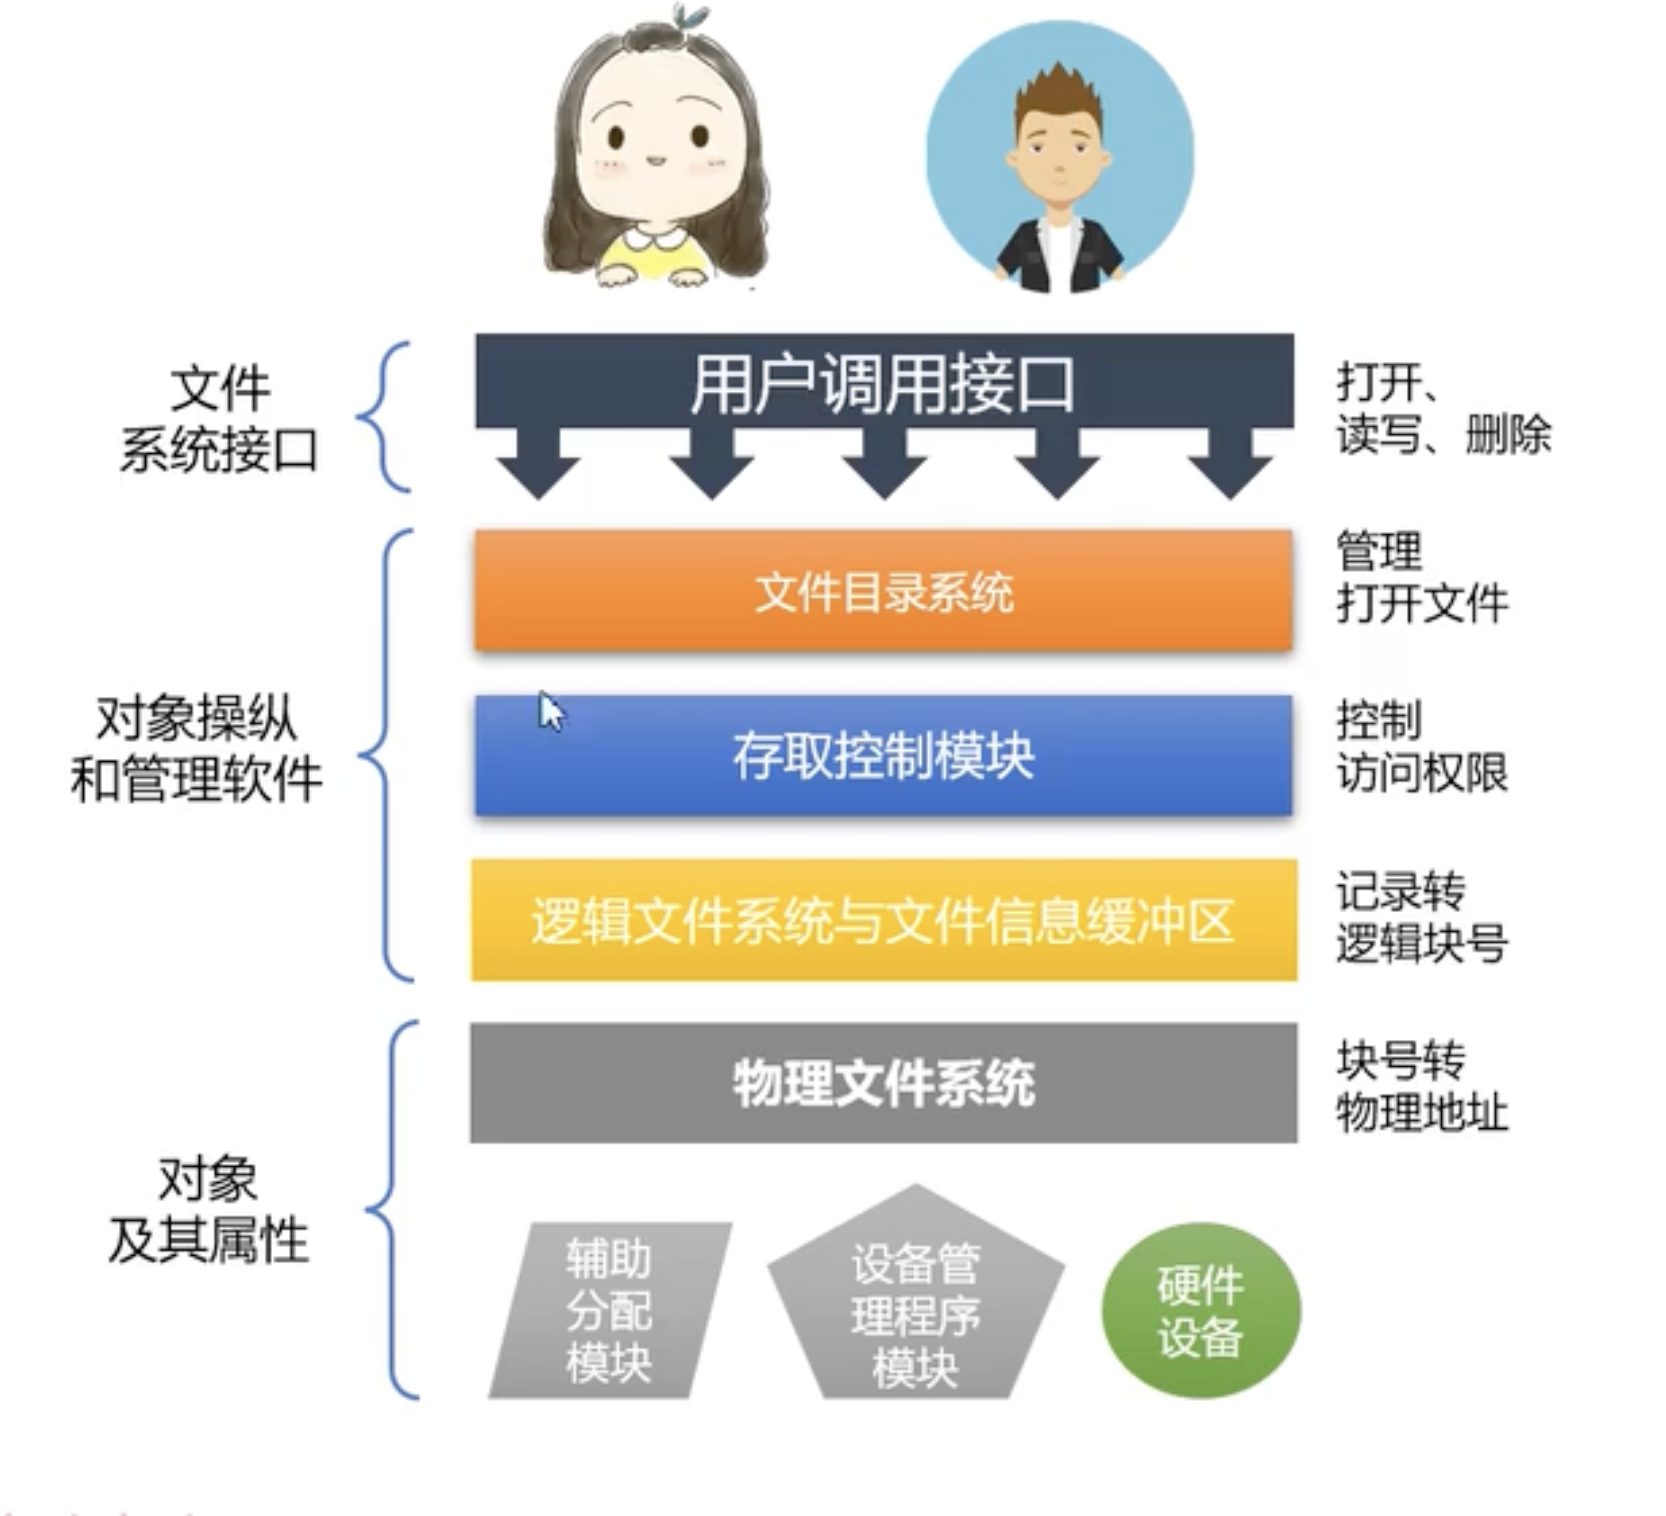 用户调用接口
文件
系统接口
打开、
读写、删除
文件目录系统
管理
打开文件
对象操纵
和管理软件
存取控制模块
控制
访问权限
逻辑文件系统与文件信息缓冲区
记录转
逻辑块号
物理文件系统
块号转
物理地址
对象
及其属性
辅助
分配
模块
设备管
理程序
模块
硬件
设备